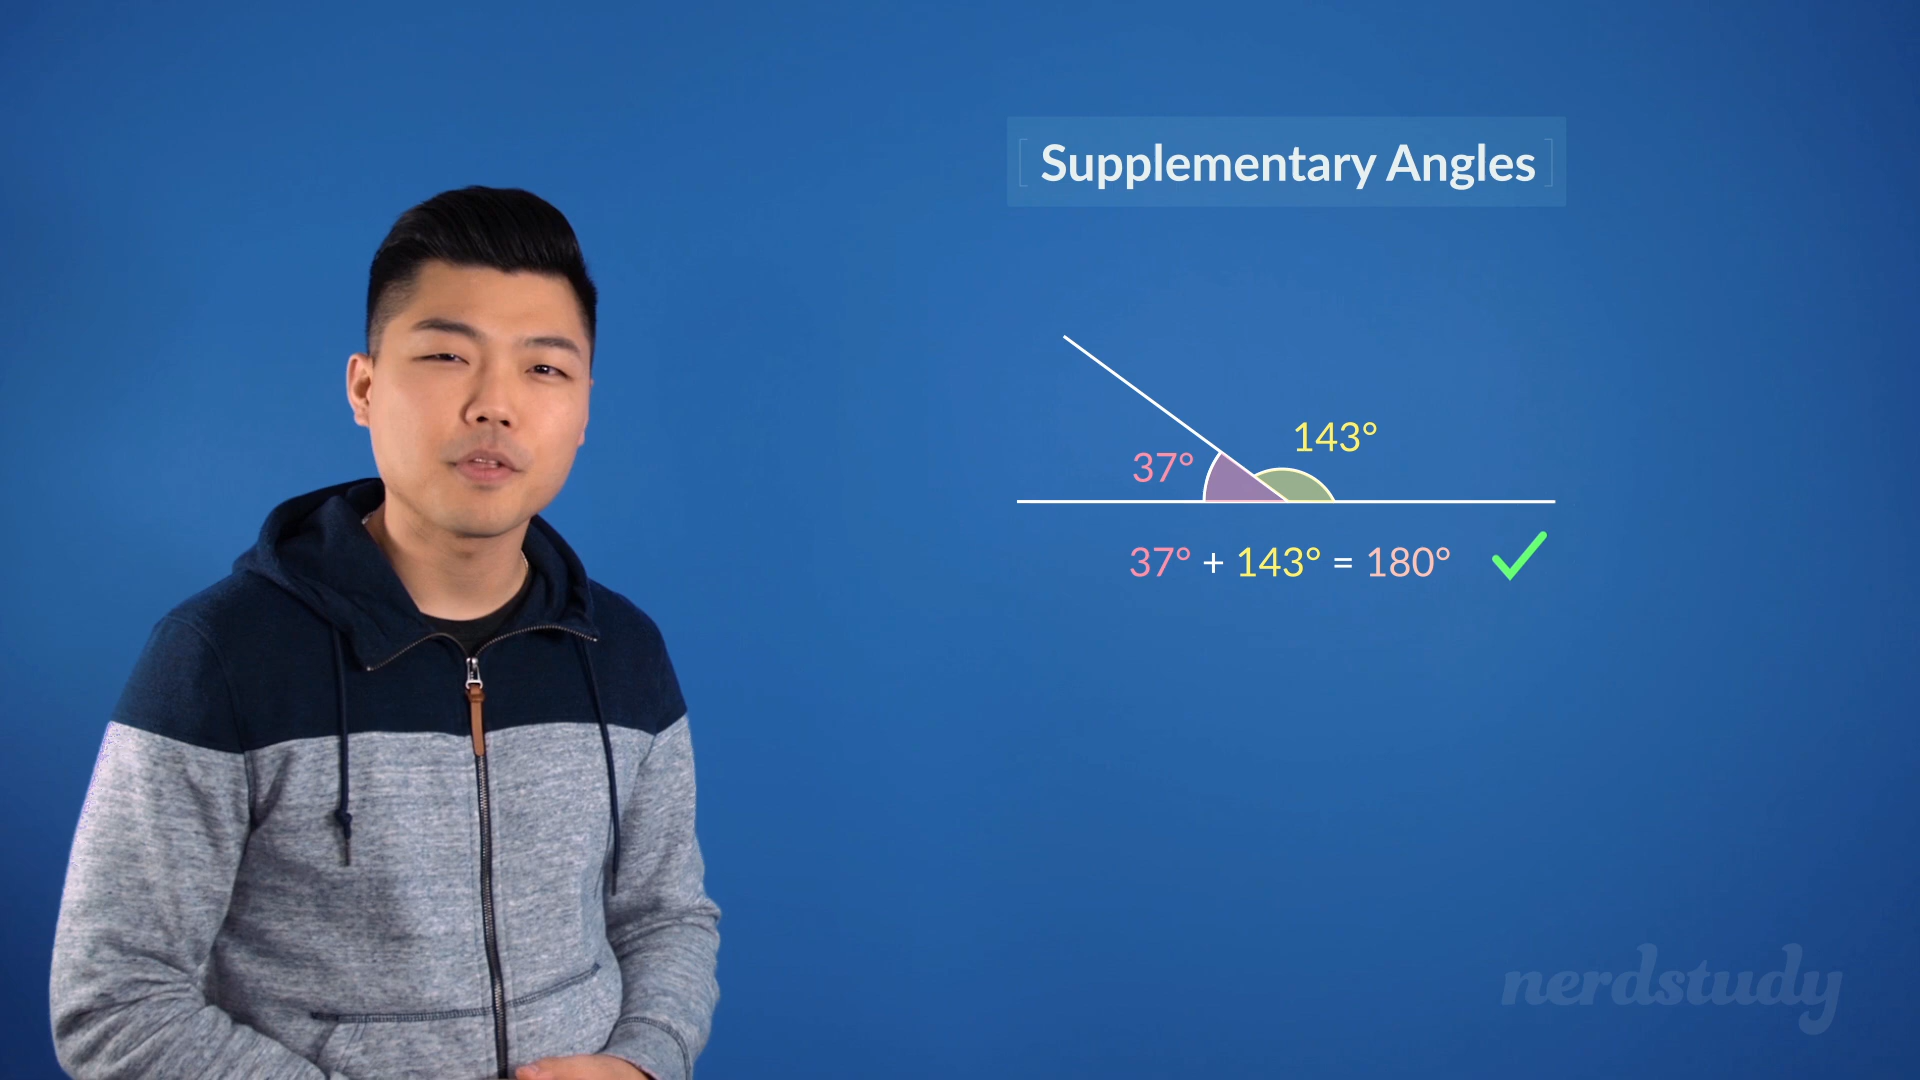 Supplementary Angles
143°
37°
37° + 143° = 180°
nerdstudy